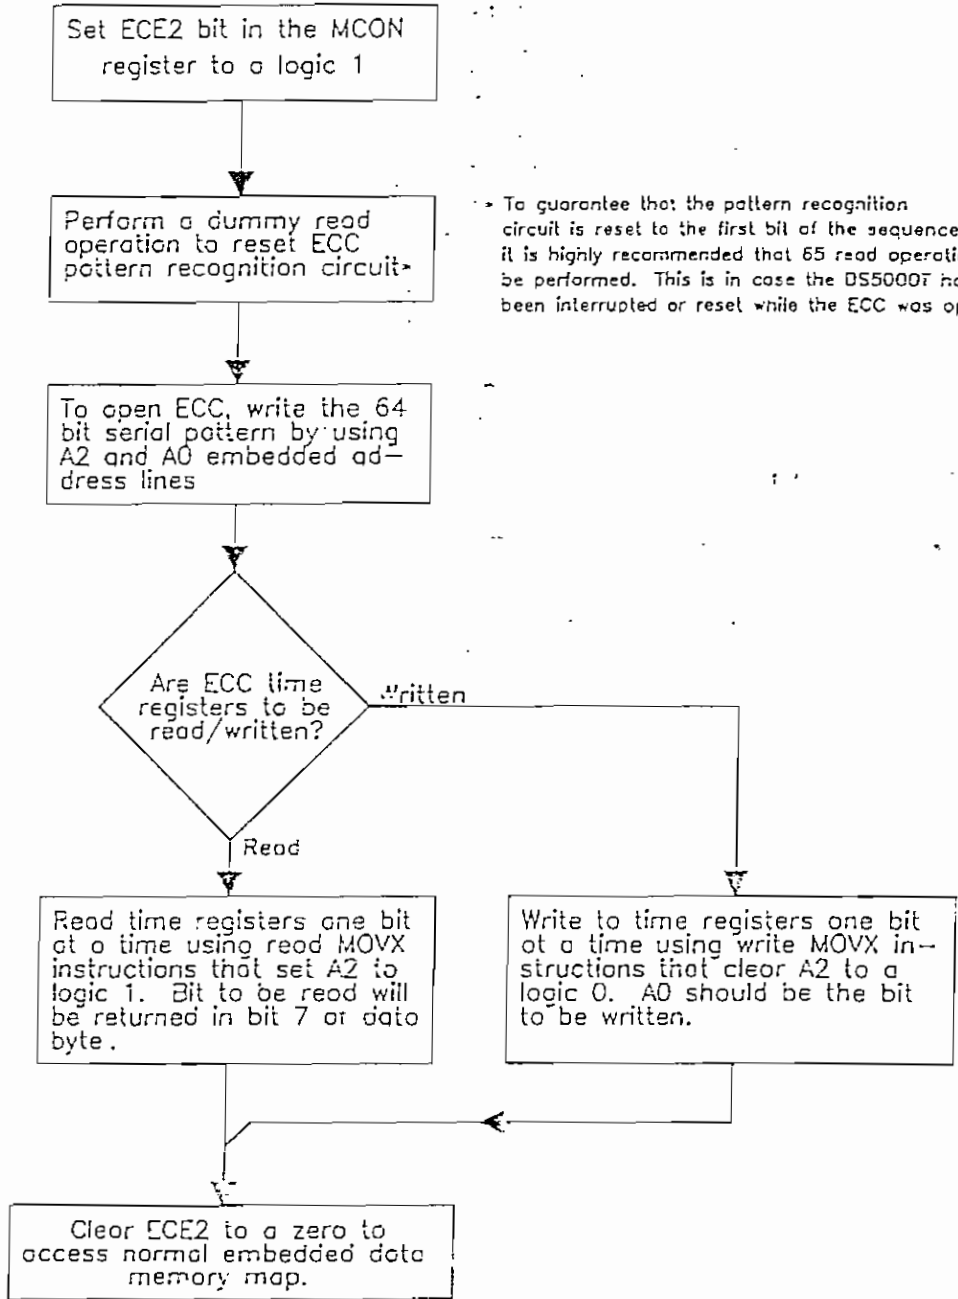 Set ECE2 bit in the MCON
register to a logic 1
Perform a dummy read
operation to reset ECC
pattern recognition circuit*
* To guarantee that the pattern recognition
circuit is reset to the first bit of the sequence
it is highly recommended that 65 read operati
be performed. This is in case the DS5000T ha
been interrupted or reset while the ECC was op
To open ECC, write the 64
bit serial pattern by using
A2 and A0 embedded ad-
dress lines
Are ECC time
registers to be
read/written?
Written
Read
Read time registers one bit
at a time using read MOVX
instructions that set A2 to
logic 1. Bit to be read will
be returned in bit 7 of data
byte.
Write to time registers one bit
at a time using write MOVX in-
structions that clear A2 to a
logic 0. A0 should be the bit
to be written.
Clear ECE2 to a zero to
access normal embedded data
memory map.